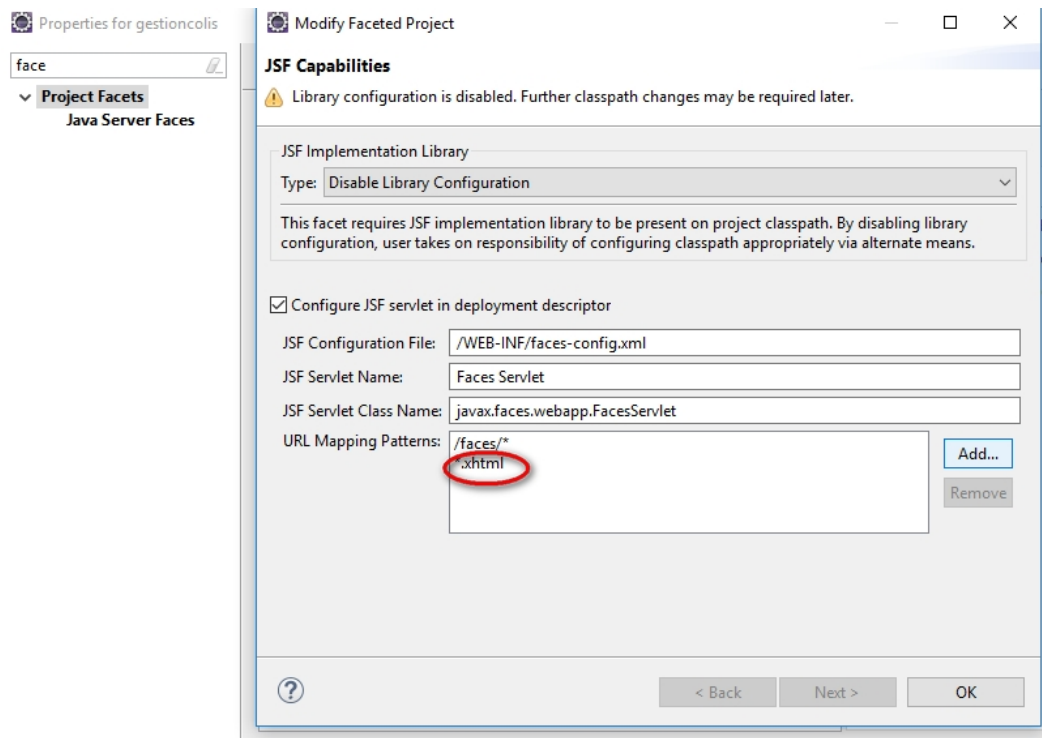 Properties for gestioncolis
face
Project Facets
Java Server Faces
Modify Faceted Project
JSF Capabilities
Library configuration is disabled. Further classpath changes may be required later.
JSF Implementation Library
Type: Disable Library Configuration
This facet requires JSF implementation library to be present on project classpath. By disabling library
configuration, user takes on responsibility of configuring classpath appropriately via alternate means.
Configure JSF servlet in deployment descriptor
JSF Configuration File: /WEB-INF/faces-config.xml
JSF Servlet Name: Faces Servlet
JSF Servlet Class Name: javax.faces.webapp.FacesServlet
URL Mapping Patterns: /faces/*
*.xhtml
Add...
Remove
?
< Back Next > OK